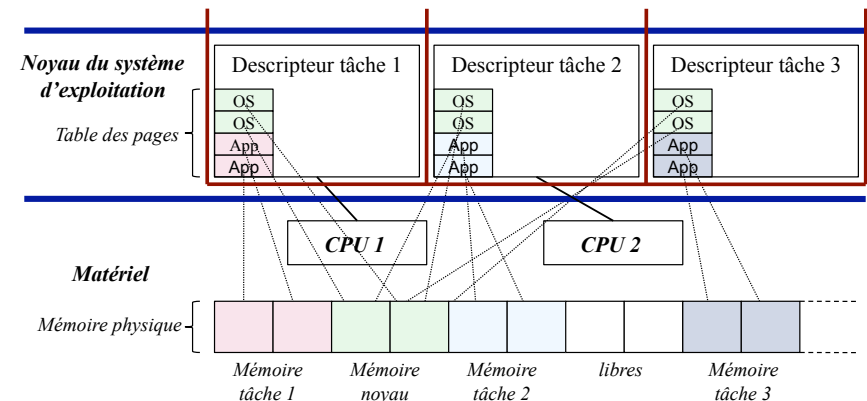 Noyau du système
d'exploitation
Table des pages
Descripteur tâche 1
OS
OS
App
App
Descripteur tâche 2
OS
OS
App
App
Descripteur tâche 3
OS
OS
App
App
CPU 1
CPU 2
Matériel
Mémoire physique
Mémoire
tâche 1
Mémoire
noyau
Mémoire
tâche 2
libres
Mémoire
tâche 3